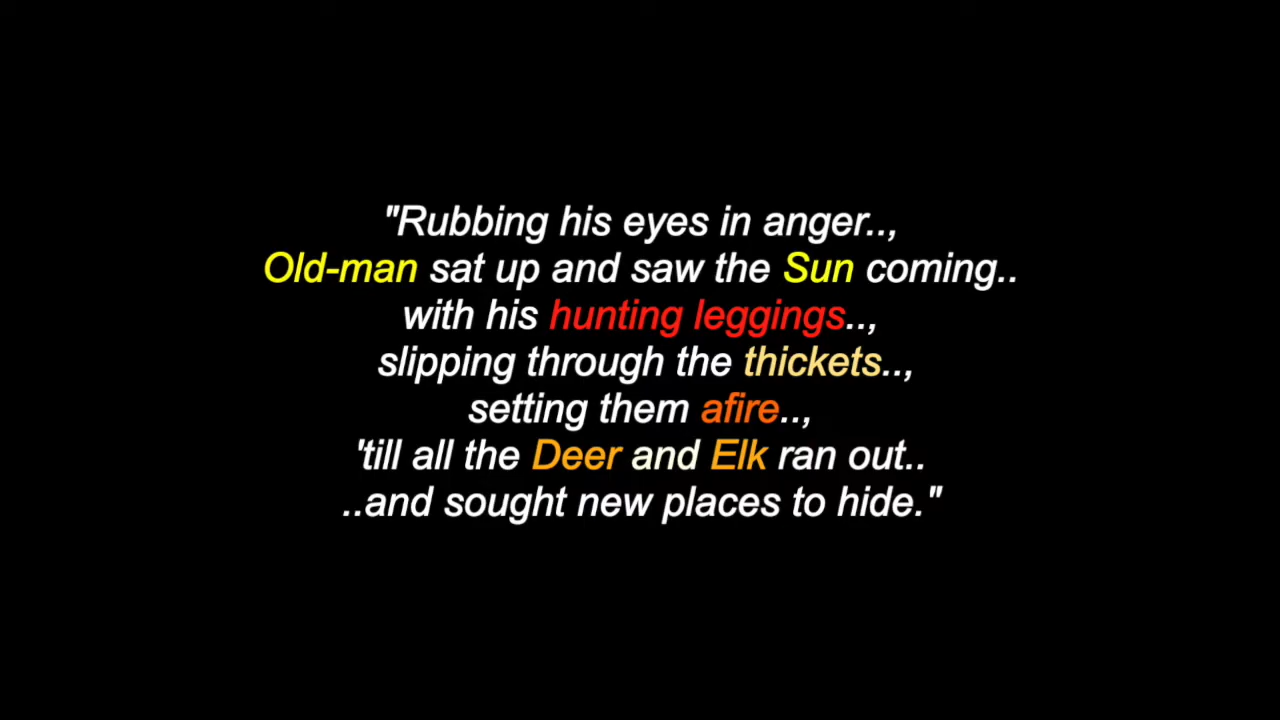 "Rubbing his eyes in anger..,
Old-man sat up and saw the Sun coming..
with his hunting leggings..,
slipping through the thickets..,
setting them afire..,
'till all the Deer and Elk ran out..
..and sought new places to hide."